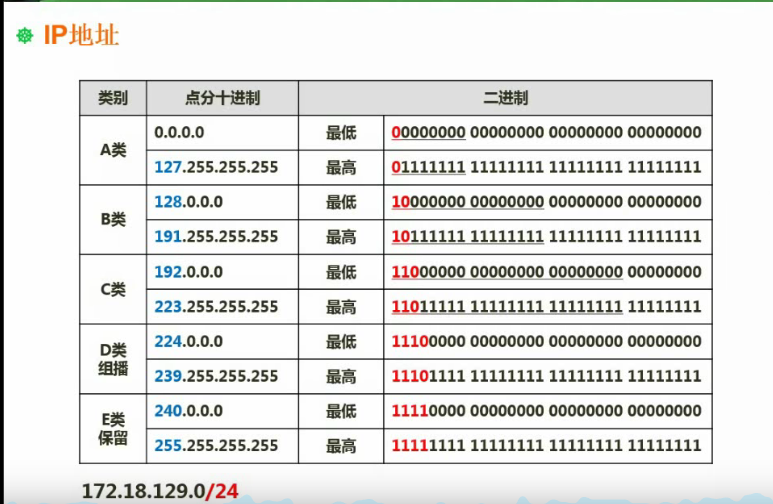 IP地址
类别 点分十进制 二进制
A类 0.0.0.0 最低 00000000 00000000 00000000 00000000
127.255.255.255 最高 01111111 11111111 11111111 11111111
B类 128.0.0.0 最低 10000000 00000000 00000000 00000000
191.255.255.255 最高 10111111 11111111 11111111 11111111
C类 192.0.0.0 最低 11000000 00000000 00000000 00000000
223.255.255.255 最高 11011111 11111111 11111111 11111111
D类 组播 224.0.0.0 最低 11100000 00000000 00000000 00000000
239.255.255.255 最高 11101111 11111111 11111111 11111111
E类 保留 240.0.0.0 最低 11110000 00000000 00000000 00000000
255.255.255.255 最高 11111111 11111111 11111111 11111111
172.18.129.0/24